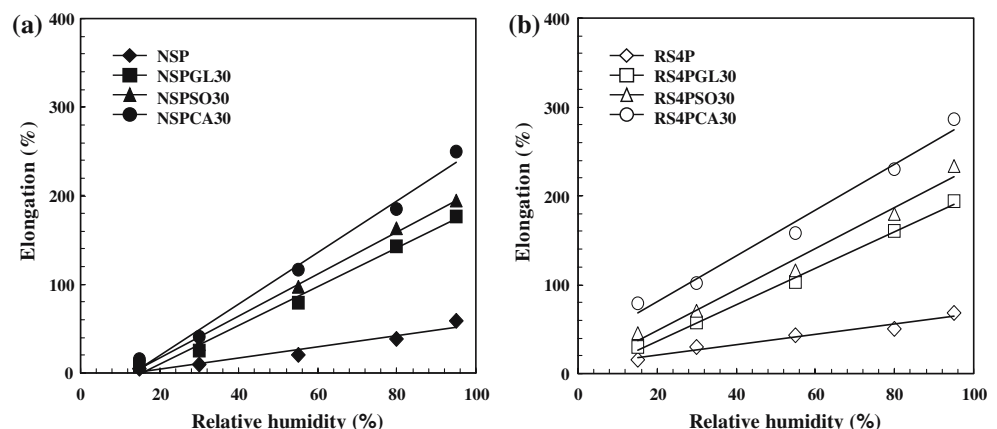 (a)
400
300
200
100
0
Elongation (%)
NSP
NSPGL30
NSPSO30
NSPCA30
0 20 40 60 80 100
Relative humidity (%)
(b)
400
300
200
100
0
Elongation (%)
RS4P
RS4PGL30
RS4PSO30
RS4PCA30
0 20 40 60 80 100
Relative humidity (%)